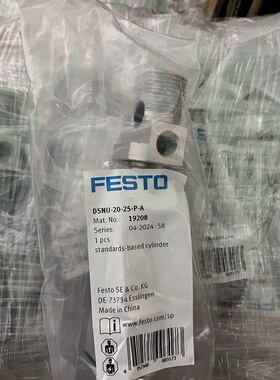 FESTO
DSNU-20-25-P-A
Mat. No.: 19208
Series: 04-2024:S8
1 pcs
standards-based cylinder
Festo SE & Co. KG
DE-73734 Esslingen
Made in China
www.festo.com/sp